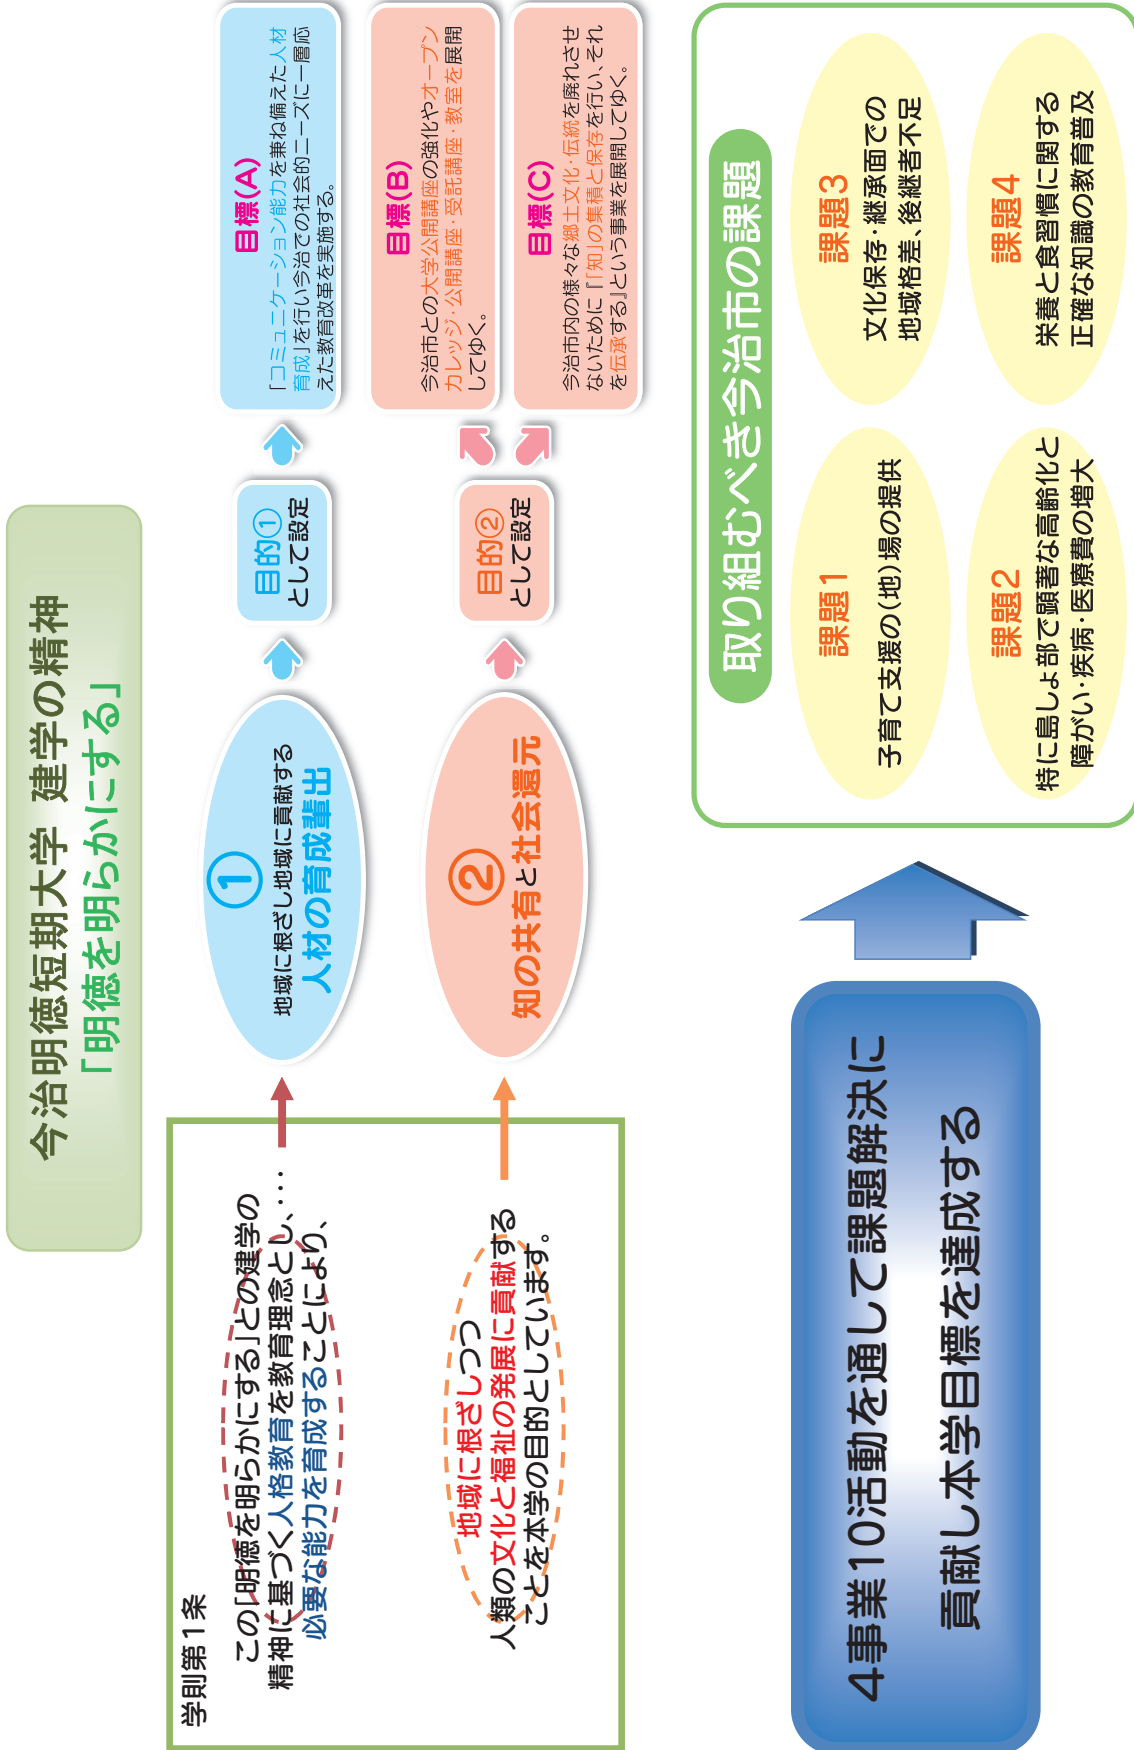 今治明徳短期大学 建学の精神
「明徳を明らかにする」
学則第1条
この「明徳を明らかにする」との建学の
精神に基づく人格教育を教育理念とし、…
必要な能力を育成することにより、
地域に根ざしつつ
人類の文化と福祉の発展に貢献する
ことを本学の目的としています。
①
地域に根ざし地域に貢献する
人材の育成輩出
目的①
として設定
目標(A)
「コミュニケーション能力を兼ね備えた人材
育成」を行い今治での社会的ニーズに一層応
えた教育改革を実施する。
②
知の共有と社会還元
目的②
として設定
目標(B)
今治市との大学公開講座の強化やオープン
カレッジ・公開講座・受託講座・教室を展開
してゆく。
目標(C)
今治市内の様々な郷土文化・伝統を廃れさせ
ないために『「知」の集積と保存を行い、それ
を伝承する』という事業を展開してゆく。
4事業10活動を通して課題解決に
貢献し本学目標を達成する
取り組むべき今治市の課題
課題1
子育て支援の(地)場の提供
課題2
特に島しょ部で顕著な高齢化と
障がい・疾病・医療費の増大
課題3
文化保存・継承面での
地域格差、後継者不足
課題4
栄養と食習慣に関する
正確な知識の教育普及